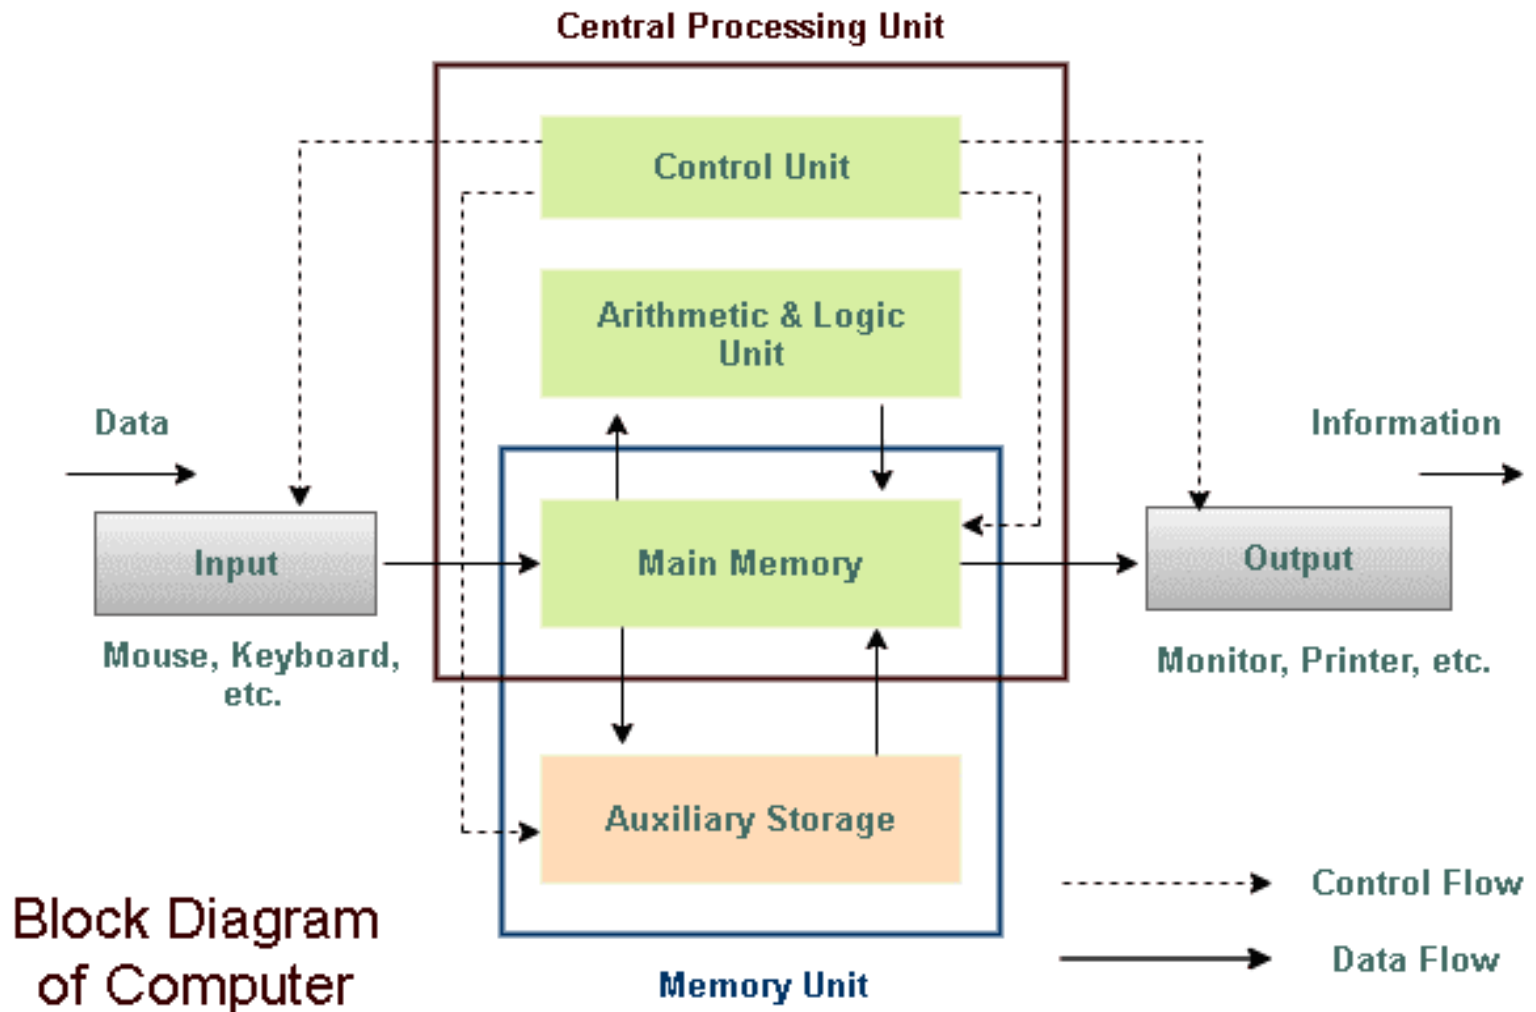 Central Processing Unit
Control Unit
Arithmetic & Logic
Unit
Data
Information
Input
Main Memory
Output
Mouse, Keyboard,
etc.
Monitor, Printer, etc.
Auxiliary Storage
Control Flow
Data Flow
Block Diagram
of Computer
Memory Unit